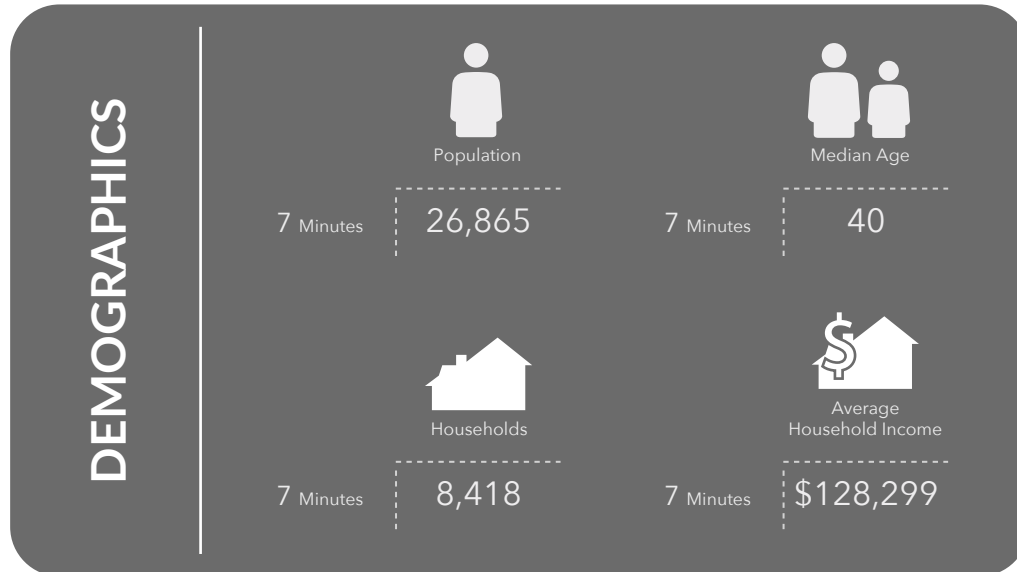 DEMOGRAPHICS
Population
7 Minutes 26,865
Median Age
7 Minutes 40
Households
7 Minutes 8,418
$
Average
Household Income
7 Minutes $128,299